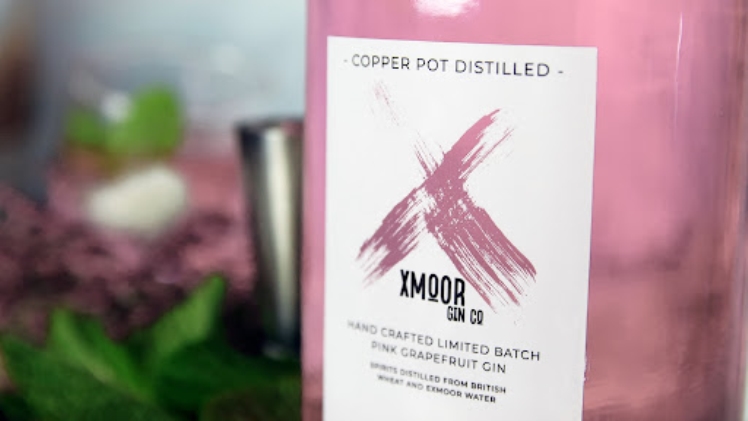 - COPPER POT DISTILLED -
XMOOR
GIN CO
HAND CRAFTED LIMITED BATCH
PINK GRAPEFRUIT GIN
SPIRITS DISTILLED FROM BRITISH
WHEAT AND EXMOOR WATER